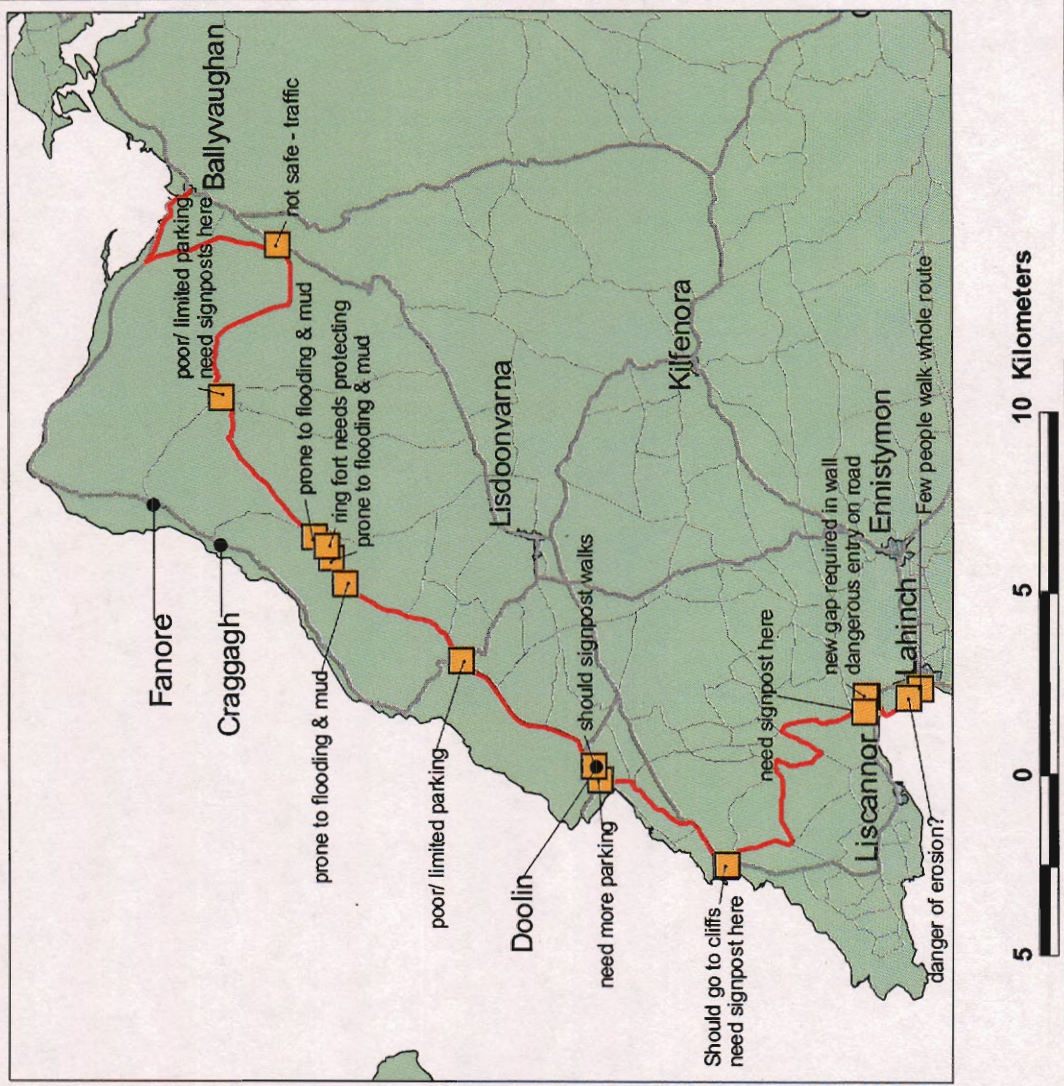 Ballyvaughan
poor/ limited parking -
need signposts here
not safe - traffic
prone to flooding & mud
ring fort needs protecting
prone to flooding & mud
Fanore
Craggagh
prone to flooding & mud
Lisdoonvarna
poor/ limited parking
should signpost walks
Doolin
need more parking
Kilfenora
Should go to cliffs
need signpost here
need signpost here
new gap required in wall
dangerous entry on road
Ennistymon
Liscannor
Lahinch
Few people walk whole route
danger of erosion?
5 0 5 10 Kilometers